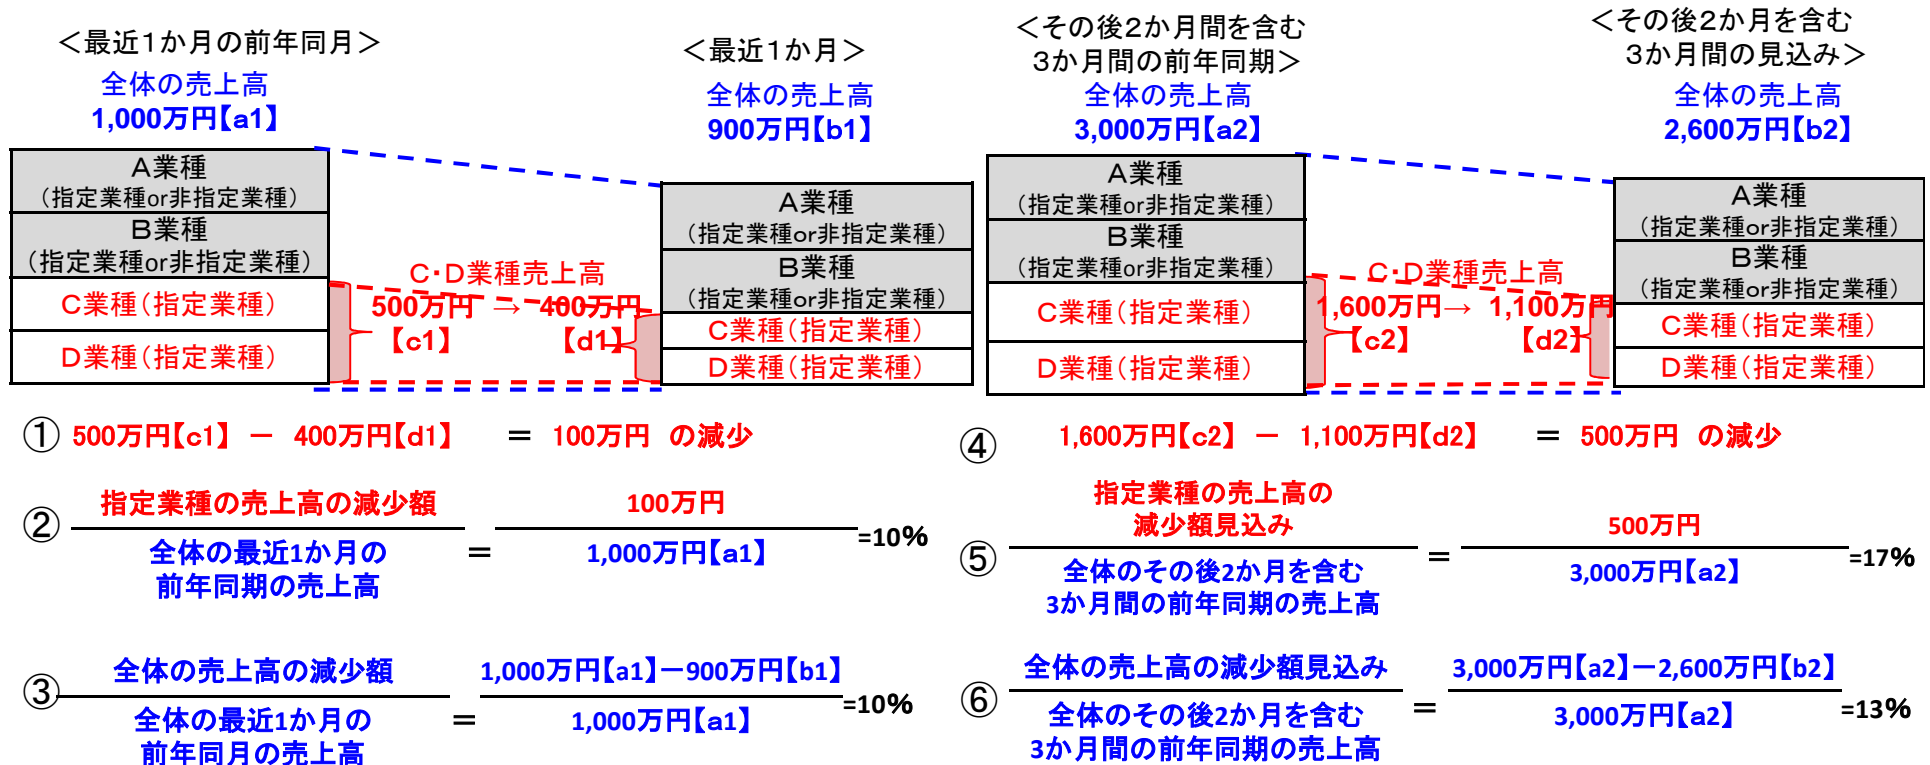 ＜最近１か月の前年同月＞
全体の売上高
1,000万円【a1】
Ａ業種
（指定業種or非指定業種）
Ｂ業種
（指定業種or非指定業種）
Ｃ業種（指定業種）
Ｄ業種（指定業種）
Ｃ・Ｄ業種売上高
500万円 → 400万円
【c1】 【d1】
＜最近１か月＞
全体の売上高
900万円【b1】
Ａ業種
（指定業種or非指定業種）
Ｂ業種
（指定業種or非指定業種）
Ｃ業種（指定業種）
Ｄ業種（指定業種）
＜その後２か月間を含む
３か月間の前年同期＞
全体の売上高
3,000万円【a2】
Ａ業種
（指定業種or非指定業種）
Ｂ業種
（指定業種or非指定業種）
Ｃ業種（指定業種）
Ｄ業種（指定業種）
Ｃ・Ｄ業種売上高
1,600万円→ 1,100万円
【c2】 【d2】
＜その後２か月を含む
３か月間の見込み＞
全体の売上高
2,600万円【b2】
Ａ業種
（指定業種or非指定業種）
Ｂ業種
（指定業種or非指定業種）
Ｃ業種（指定業種）
Ｄ業種（指定業種）
① 500万円【c1】 － 400万円【d1】 ＝ 100万円 の減少
② 指定業種の売上高の減少額
全体の最近1か月の
前年同期の売上高
＝
100万円
1,000万円【a1】
=10%
③ 全体の売上高の減少額
全体の最近1か月の
前年同月の売上高
＝
1,000万円【a1】－900万円【b1】
1,000万円【a1】
=10%
④ 1,600万円【c2】 － 1,100万円【d2】 ＝ 500万円 の減少
⑤ 指定業種の売上高の
減少額見込み
全体のその後2か月を含む
3か月間の前年同期の売上高
＝
500万円
3,000万円【a2】
=17%
⑥ 全体の売上高の減少額見込み
全体のその後2か月を含む
3か月間の前年同期の売上高
＝
3,000万円【a2】－2,600万円【b2】
3,000万円【a2】
=13%